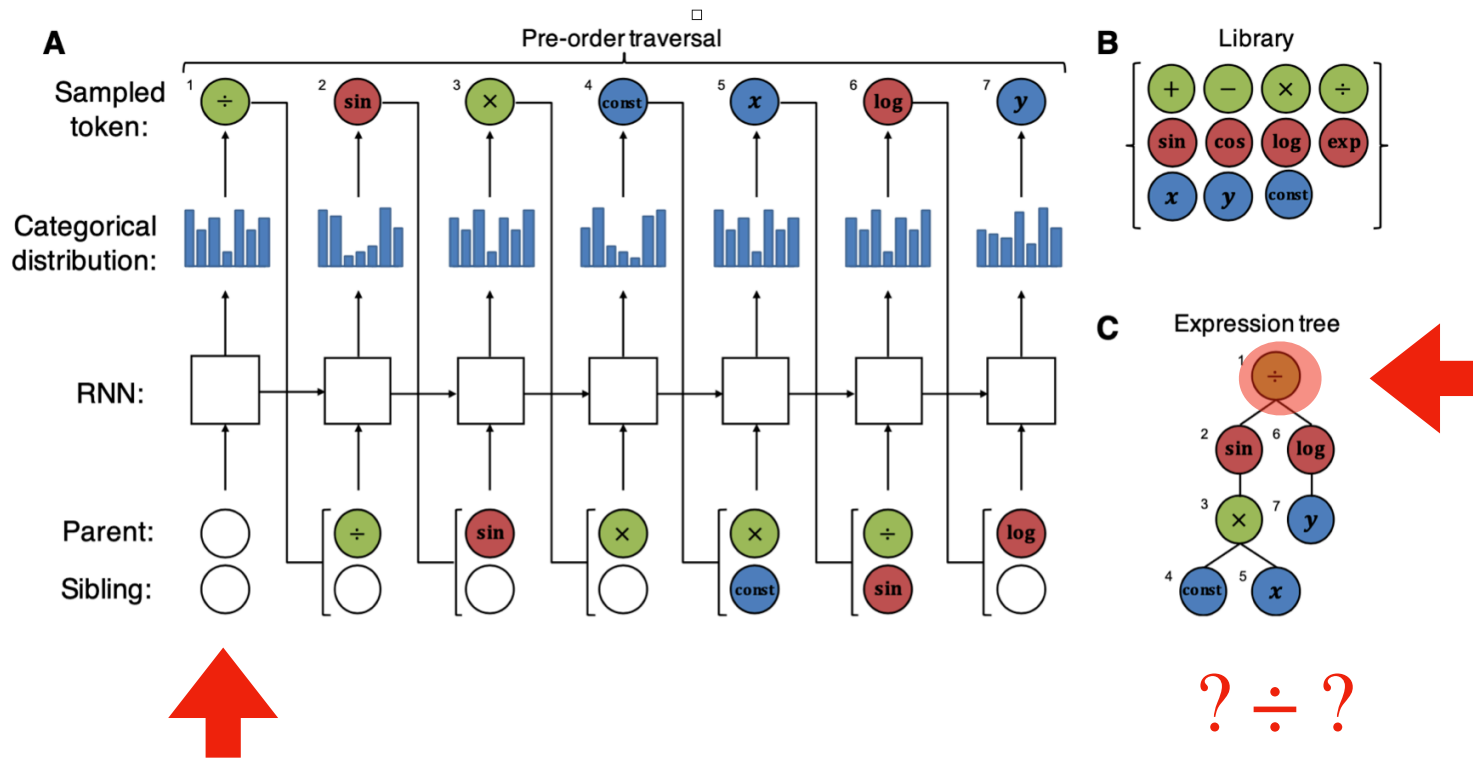 A
Pre-order traversal
Sampled token:
1 ÷ 2 sin 3 × 4 const 5 x 6 log 7 y
Categorical distribution:
RNN:
Parent:
÷ sin × × ÷ log
Sibling:
const sin
B
Library
+ − × ÷
sin cos log exp
x y const
C
Expression tree
1 ÷
2 sin 6 log
3 × 7 y
4 const 5 x
? ÷ ?